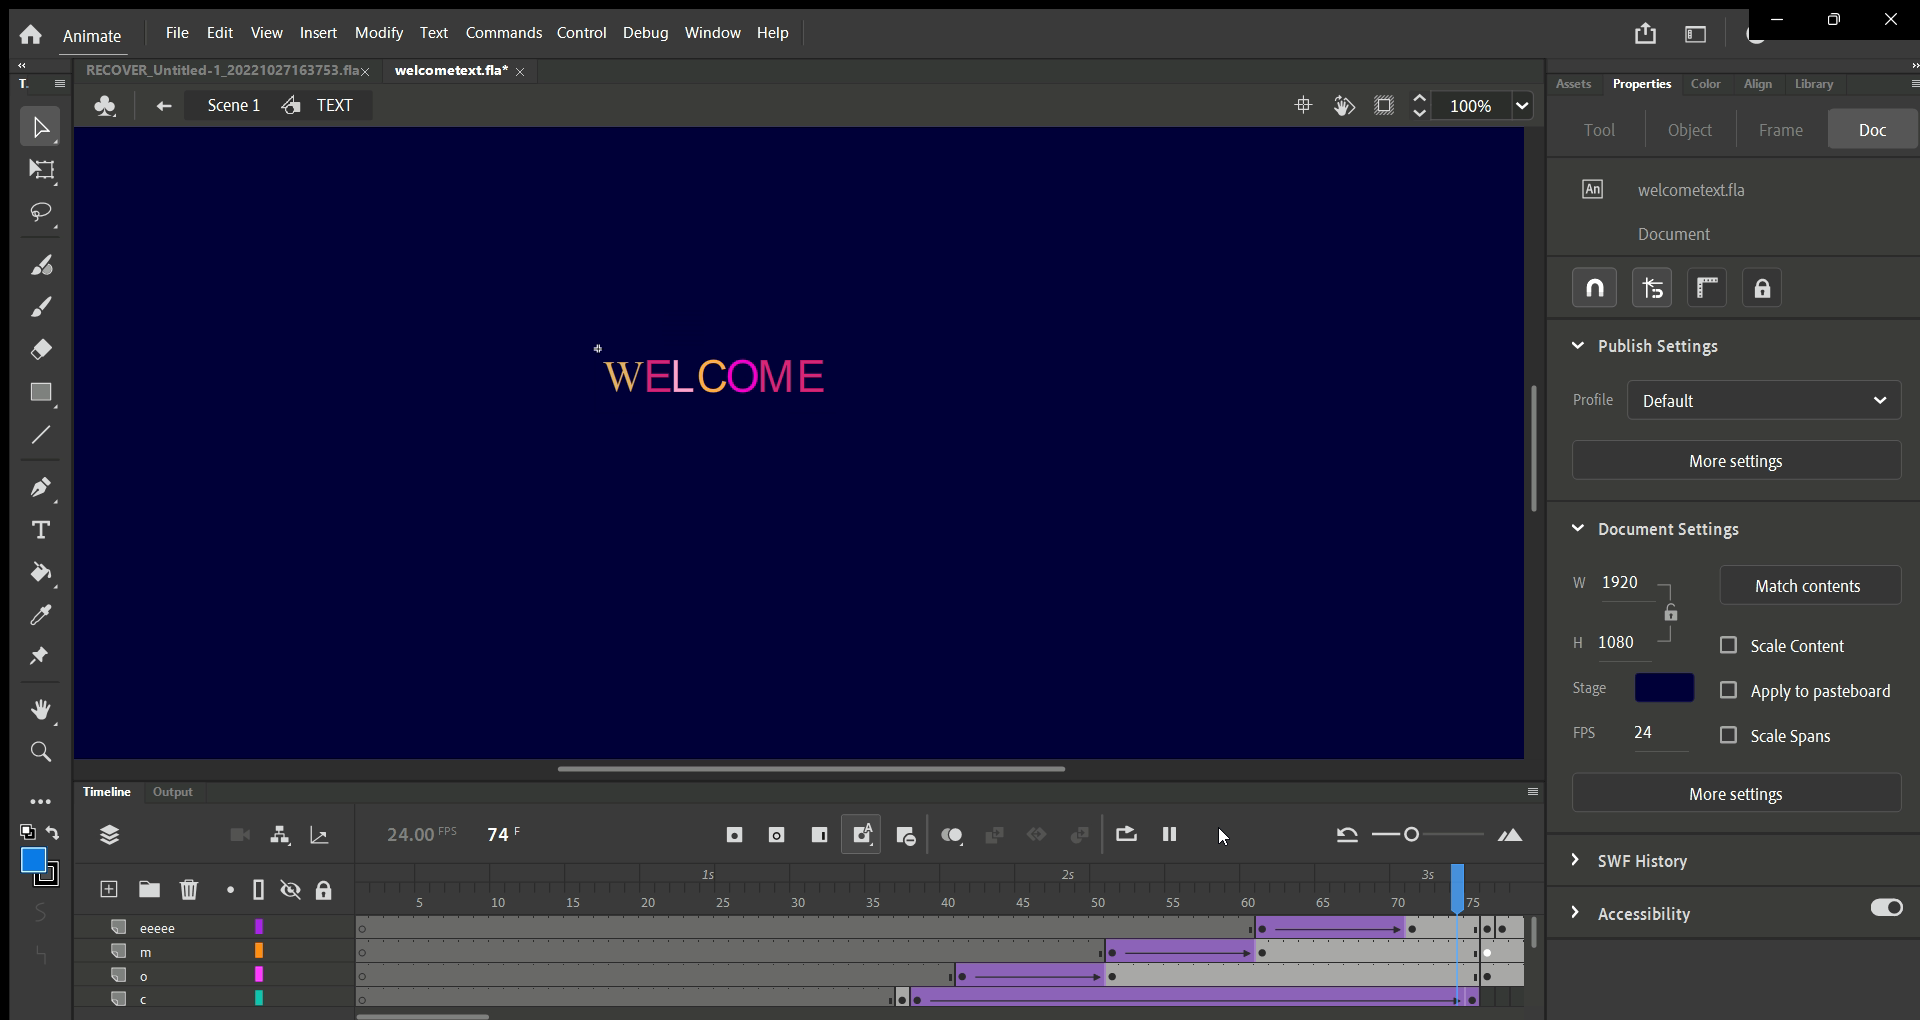 Animate File Edit View Insert Modify Text Commands Control Debug Window Help
RECOVER_Untitled-1_20221027163753.fla welcometext.fla*
T.
Scene 1 TEXT 100%
WELCOME
Assets Properties Color Align Library
Tool Object Frame Doc
An welcometext.fla
Document
Publish Settings
Profile Default
More settings
Document Settings
W 1920 Match contents
H 1080 Scale Content
Stage Apply to pasteboard
FPS 24 Scale Spans
More settings
SWF History
Accessibility
Timeline Output
24.00 FPS 74 F
1s 2s 3s
5 10 15 20 25 30 35 40 45 50 55 60 65 70 75
eeeee
m
o
c